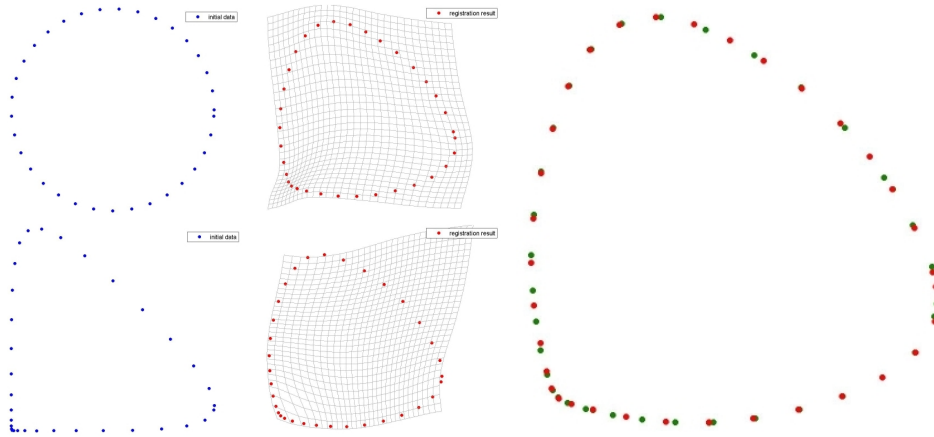 initial data
registration result
initial data
registration result